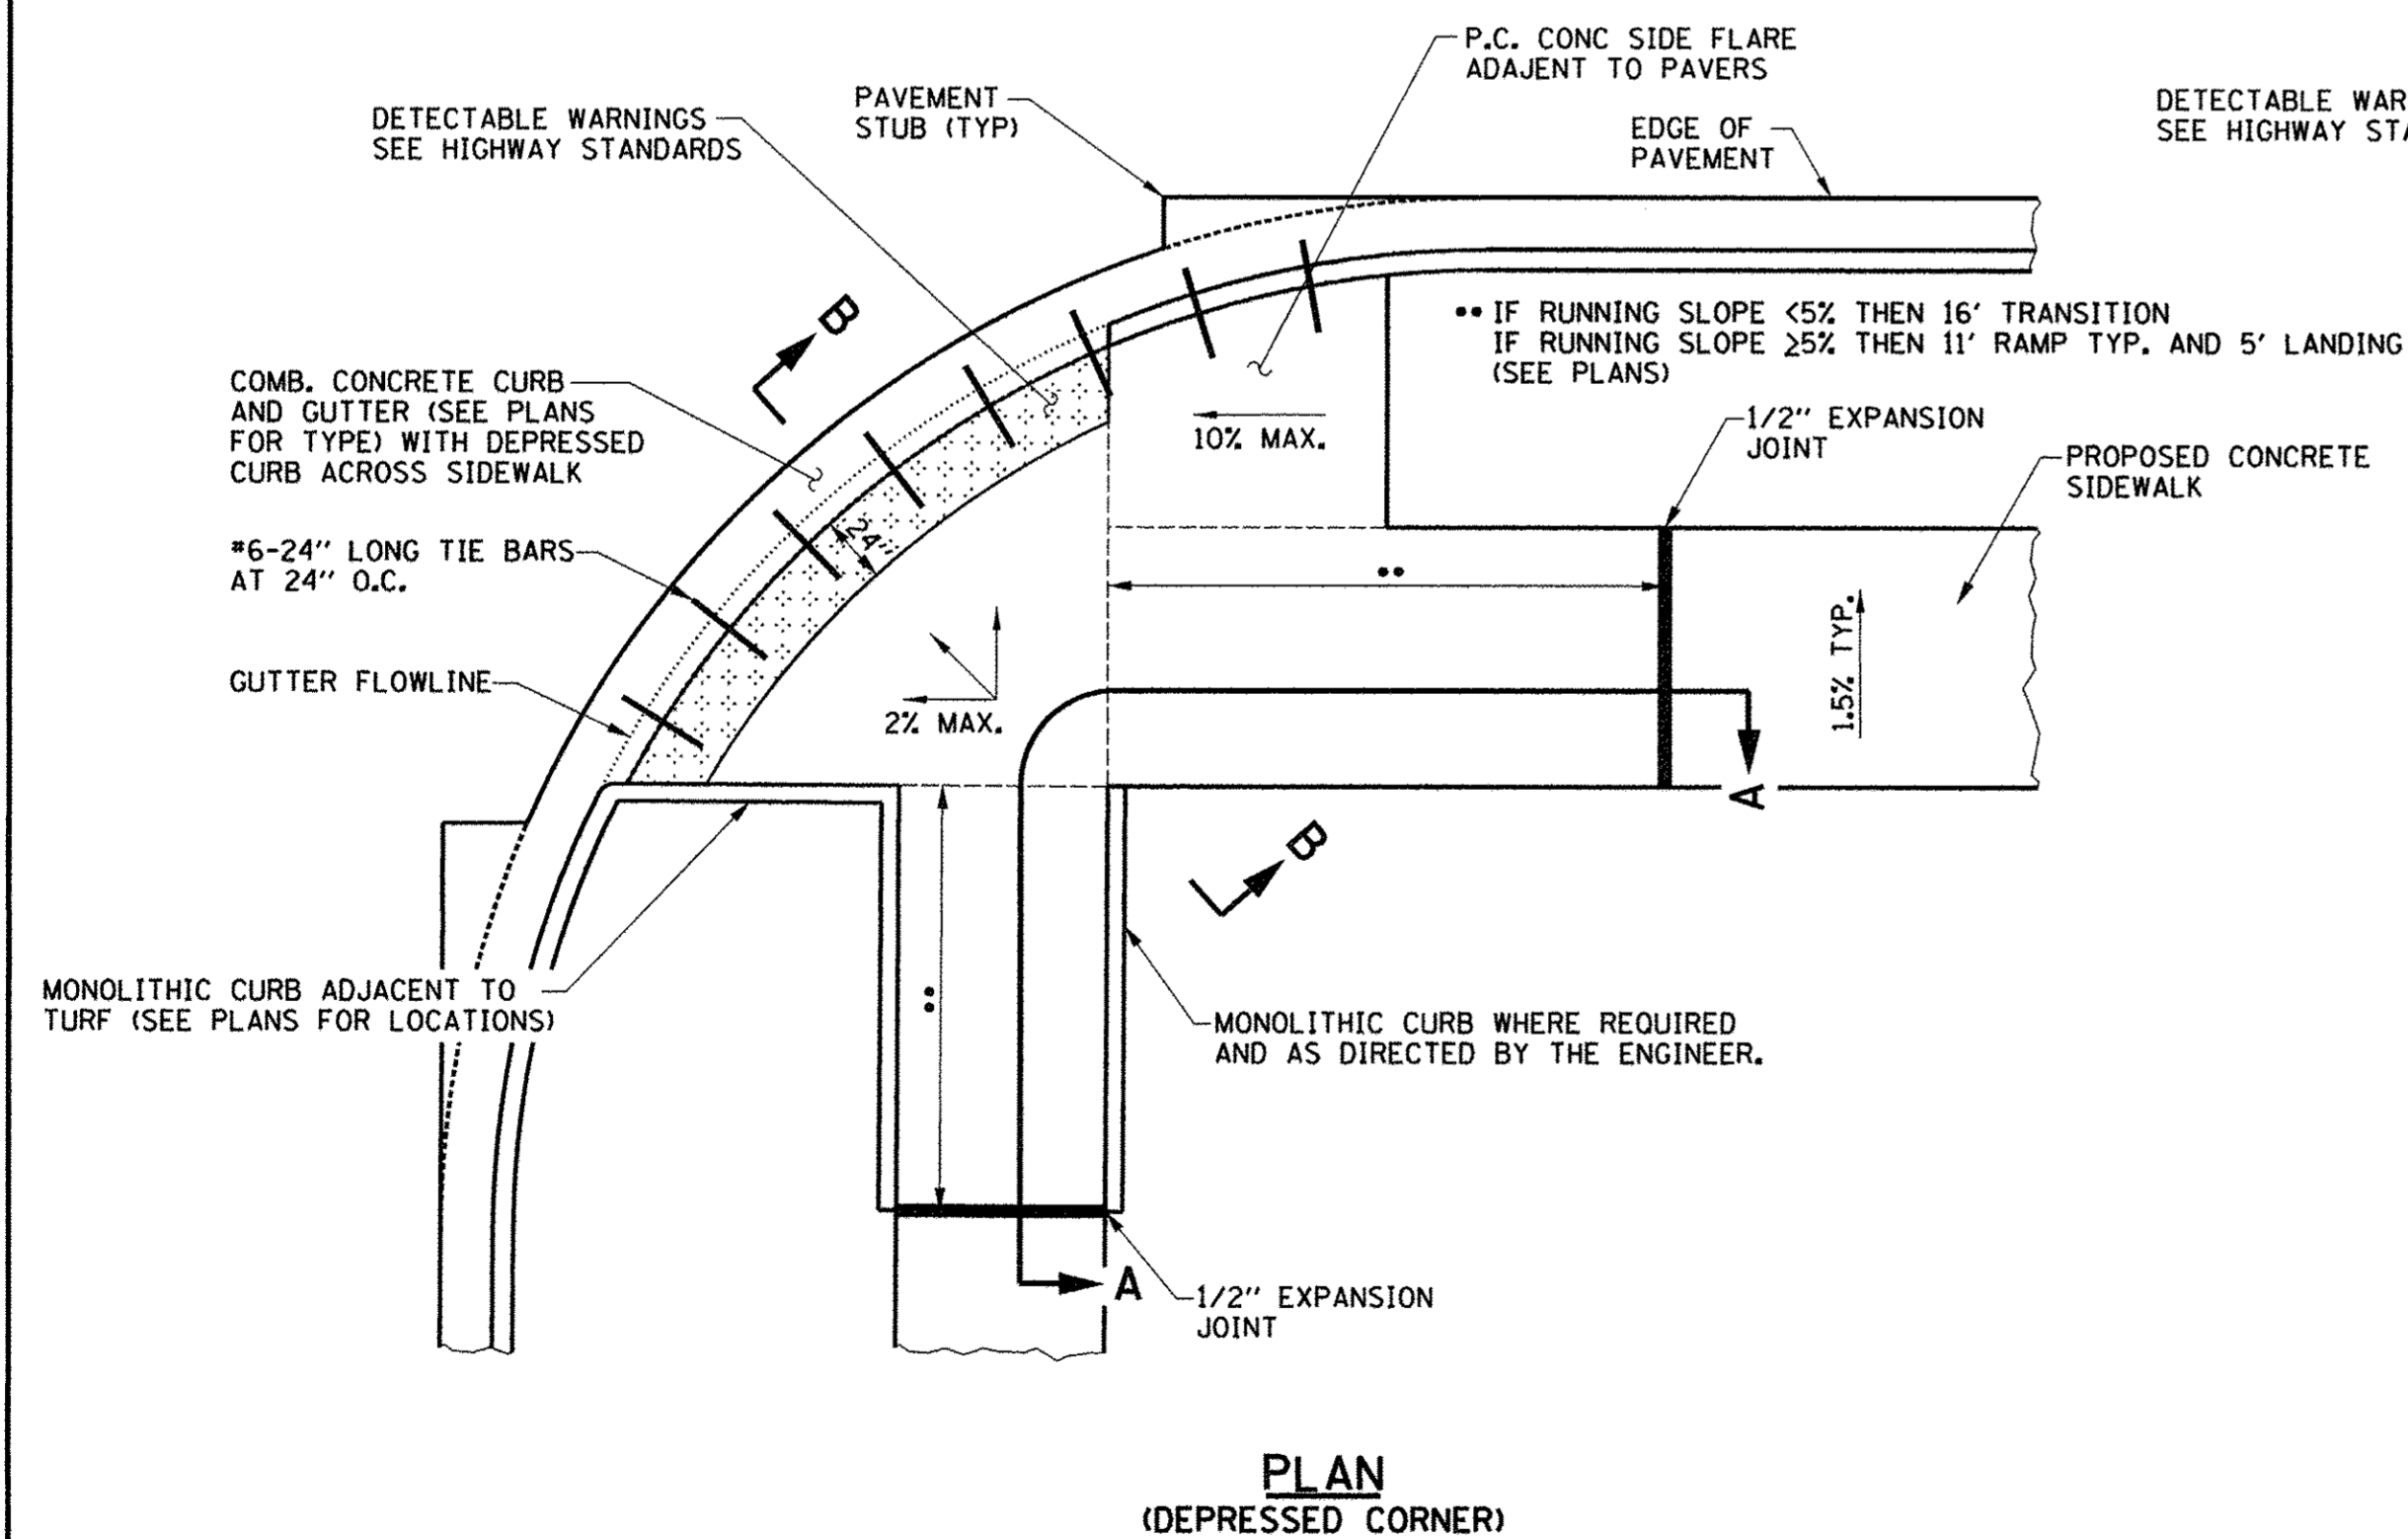 P.C. CONC SIDE FLARE
ADAJENT TO PAVERS
DETECTABLE WARNINGS
SEE HIGHWAY STANDARDS
PAVEMENT
STUB (TYP)
EDGE OF
PAVEMENT
DETECTABLE WAR
SEE HIGHWAY STA
B
•• IF RUNNING SLOPE <5% THEN 16' TRANSITION
IF RUNNING SLOPE ≥5% THEN 11' RAMP TYP. AND 5' LANDING
(SEE PLANS)
COMB. CONCRETE CURB
AND GUTTER (SEE PLANS
FOR TYPE) WITH DEPRESSED
CURB ACROSS SIDEWALK
10% MAX.
1/2" EXPANSION
JOINT
PROPOSED CONCRETE
SIDEWALK
#6-24" LONG TIE BARS
AT 24" O.C.
24"
••
1.5% TYP.
GUTTER FLOWLINE
2% MAX.
A
B
MONOLITHIC CURB ADJACENT TO
TURF (SEE PLANS FOR LOCATIONS)
••
MONOLITHIC CURB WHERE REQUIRED
AND AS DIRECTED BY THE ENGINEER.
A
1/2" EXPANSION
JOINT
PLAN
(DEPRESSED CORNER)